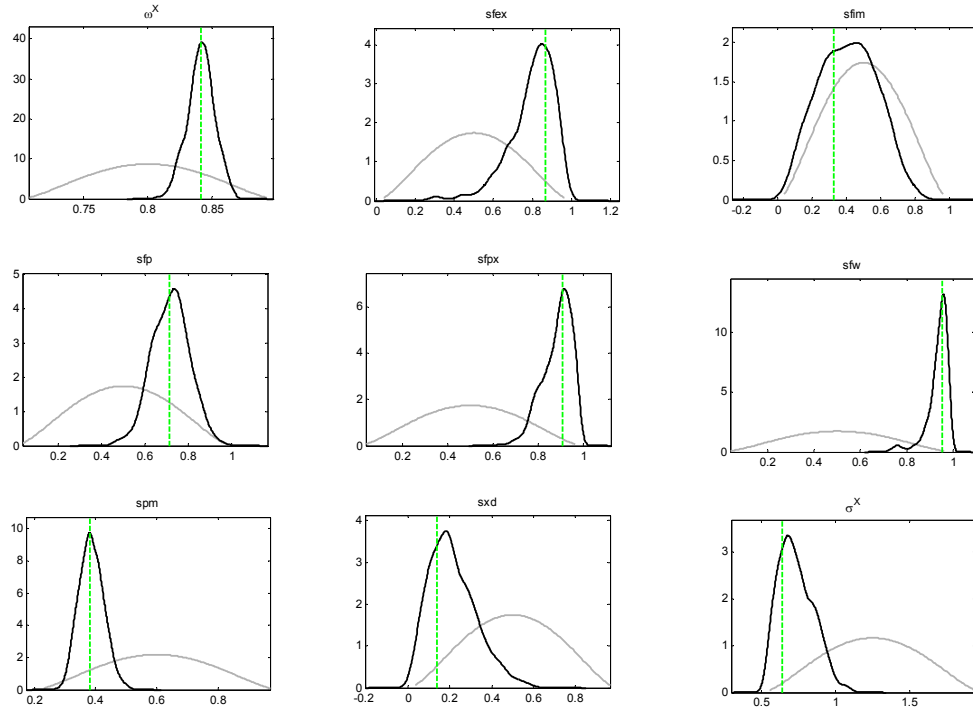 ω^X sfex sfim
40 30 20 10 0
0.75 0.8 0.85
4 3 2 1 0
0 0.2 0.4 0.6 0.8 1 1.2
2 1.5 1 0.5 0
-0.2 0 0.2 0.4 0.6 0.8 1
sfp sfpx sfw
5 4 3 2 1 0
0.2 0.4 0.6 0.8 1
6 4 2 0
0.2 0.4 0.6 0.8 1
10 5 0
0.2 0.4 0.6 0.8 1
spm sxd σ^X
10 8 6 4 2 0
0.2 0.4 0.6 0.8
4 3 2 1 0
-0.2 0 0.2 0.4 0.6 0.8
3 2 1 0
0.5 1 1.5